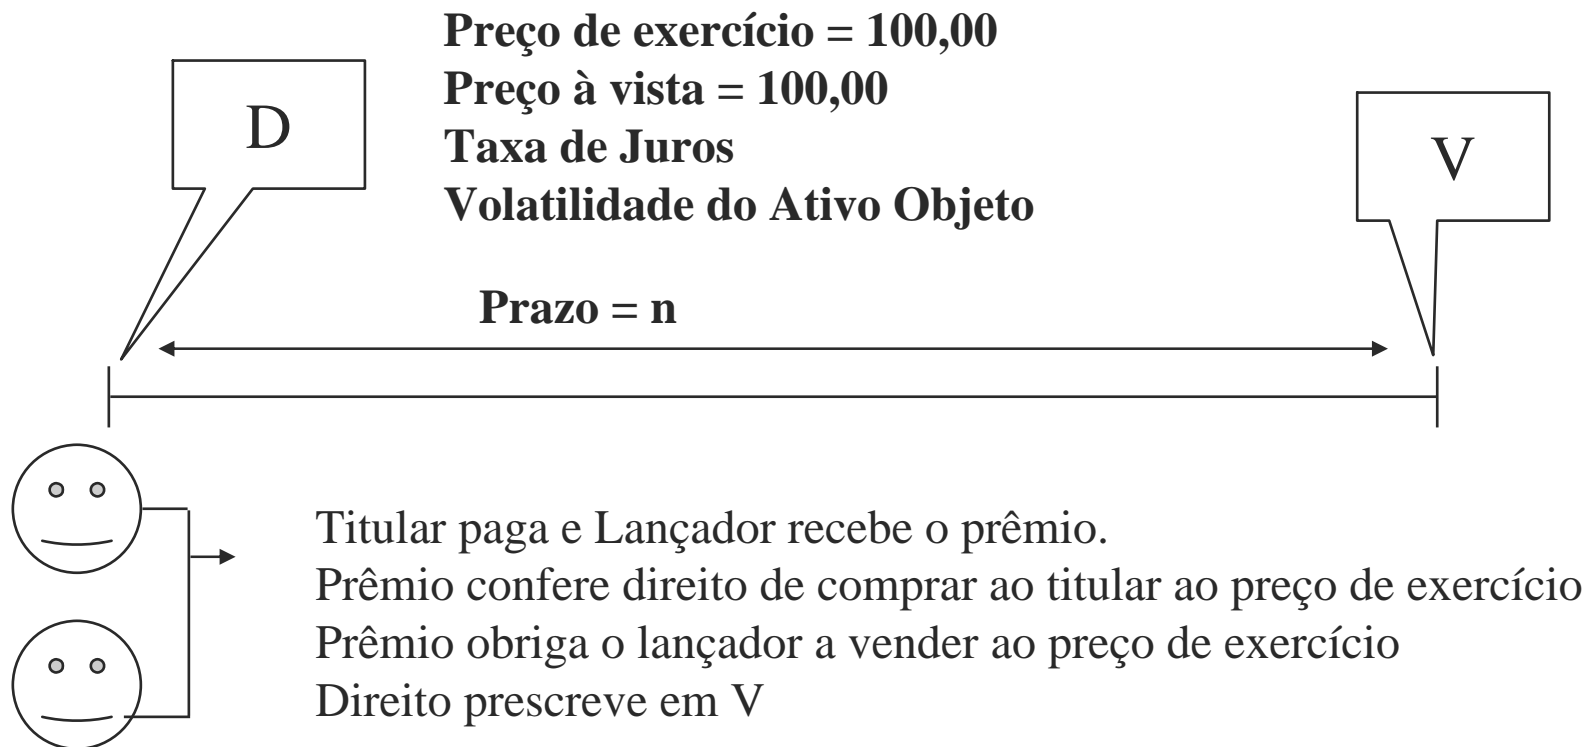 Preço de exercício = 100,00
Preço à vista = 100,00
Taxa de Juros
Volatilidade do Ativo Objeto
D
V
Prazo = n
Titular paga e Lançador recebe o prêmio.
Prêmio confere direito de comprar ao titular ao preço de exercício
Prêmio obriga o lançador a vender ao preço de exercício
Direito prescreve em V